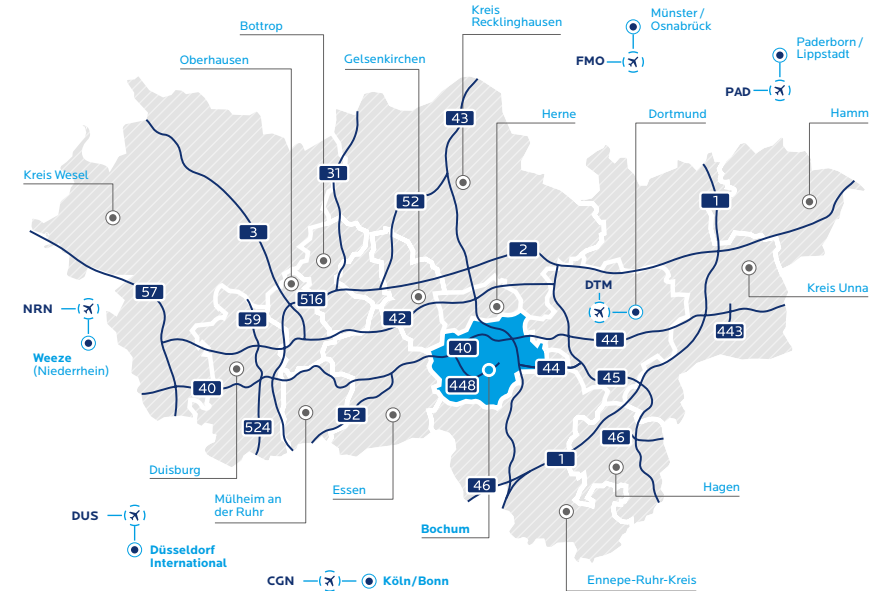 Kreis
Recklinghausen
Münster /
Osnabrück
Bottrop
Paderborn /
Lippstadt
Oberhausen
Gelsenkirchen
FMO
PAD
Herne
Dortmund
Hamm
43
Kreis Wesel
31
52
1
3
2
DTM
Kreis Unna
57
516
NRN
59
42
443
44
Weeze
(Niederrhein)
40
44
45
448
40
52
524
46
1
Duisburg
46
Essen
Hagen
Mülheim an
der Ruhr
DUS
Bochum
Düsseldorf
International
CGN
Köln/Bonn
Ennepe-Ruhr-Kreis